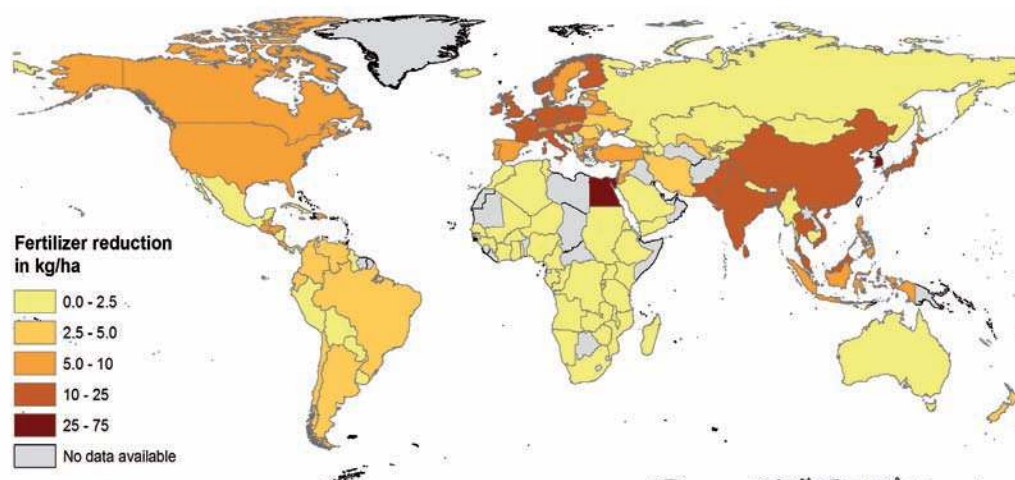 Fertilizer reduction
in kg/ha
0.0 - 2.5
2.5 - 5.0
5.0 - 10
10 - 25
25 - 75
No data available